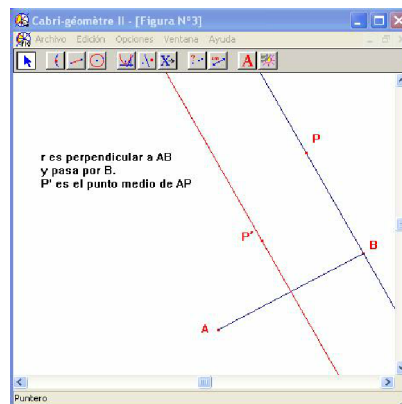 Cabri-géomètre II - [Figura Nº3]
Archivo Edición Opciones Ventana Ayuda
A
r es perpendicular a AB
y pasa por B.
P' es el punto medio de AP
P
P'
B
A
Puntero